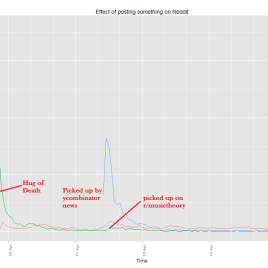 Effect of posting something on Reddit
Hug of
Death
Picked up by
ycombinator
news
picked up on
r/musictheory
Time